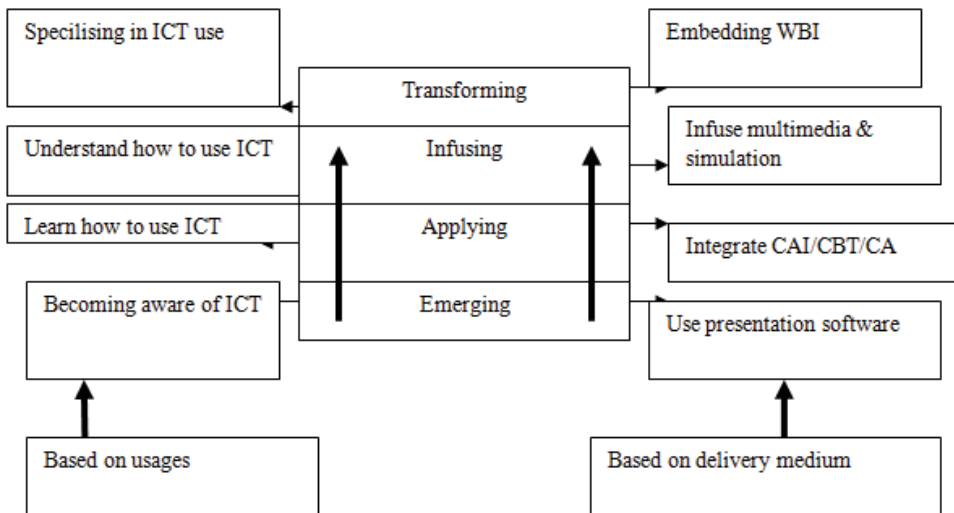 Specilising in ICT use
Embedding WBI
Transforming
Understand how to use ICT
Infusing
Infuse multimedia &
simulation
Learn how to use ICT
Applying
Integrate CAI/CBT/CA
Becoming aware of ICT
Emerging
Use presentation software
Based on usages
Based on delivery medium